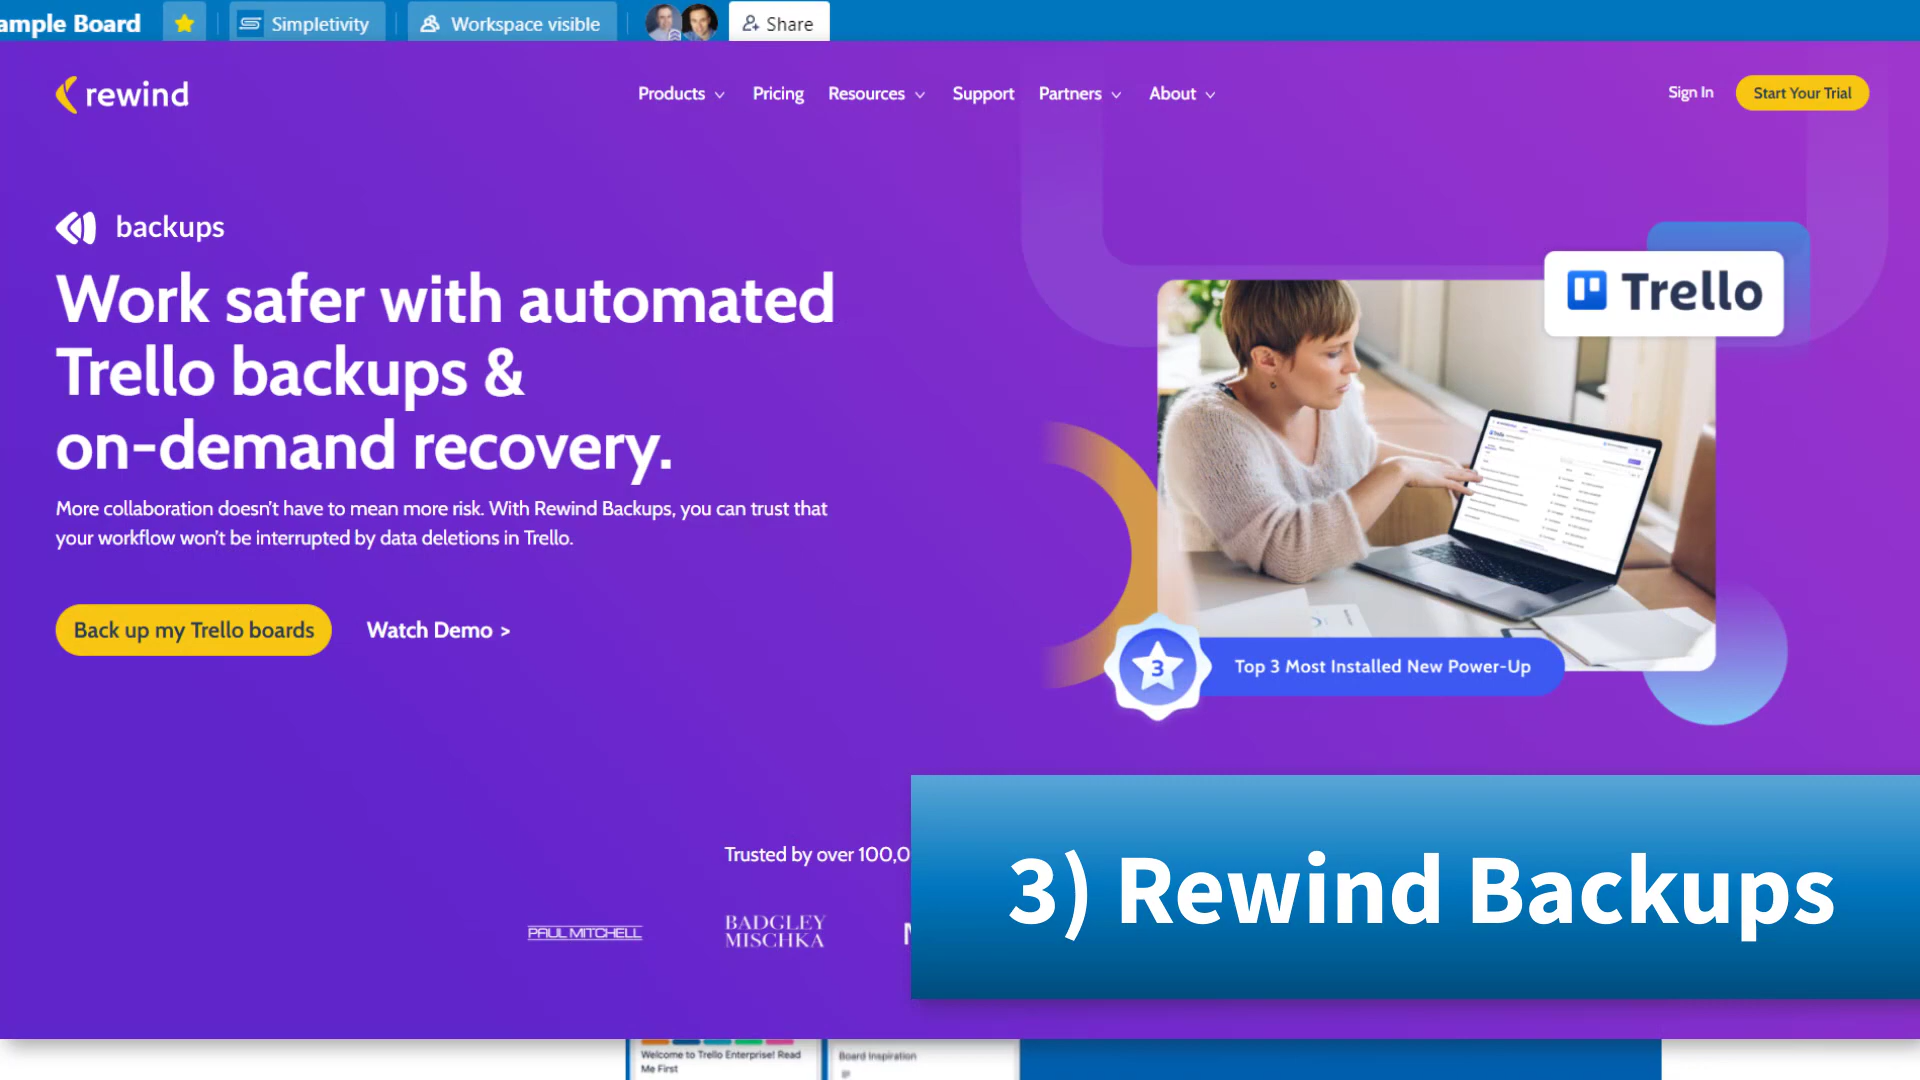 ample Board
Simpletivity
Workspace visible
Share
rewind
Products
Pricing
Resources
Support
Partners
About
Sign In
Start Your Trial
backups
Work safer with automated
Trello backups &
on-demand recovery.
More collaboration doesn't have to mean more risk. With Rewind Backups, you can trust that
your workflow won't be interrupted by data deletions in Trello.
Back up my Trello boards
Watch Demo >
Trello
3
Top 3 Most Installed New Power-Up
Trusted by over 100,0
PAUL MITCHELL
BADGLEY
MISCHKA
3) Rewind Backups
Welcome to Trello Enterprise! Read
Me First
Board Inspiration